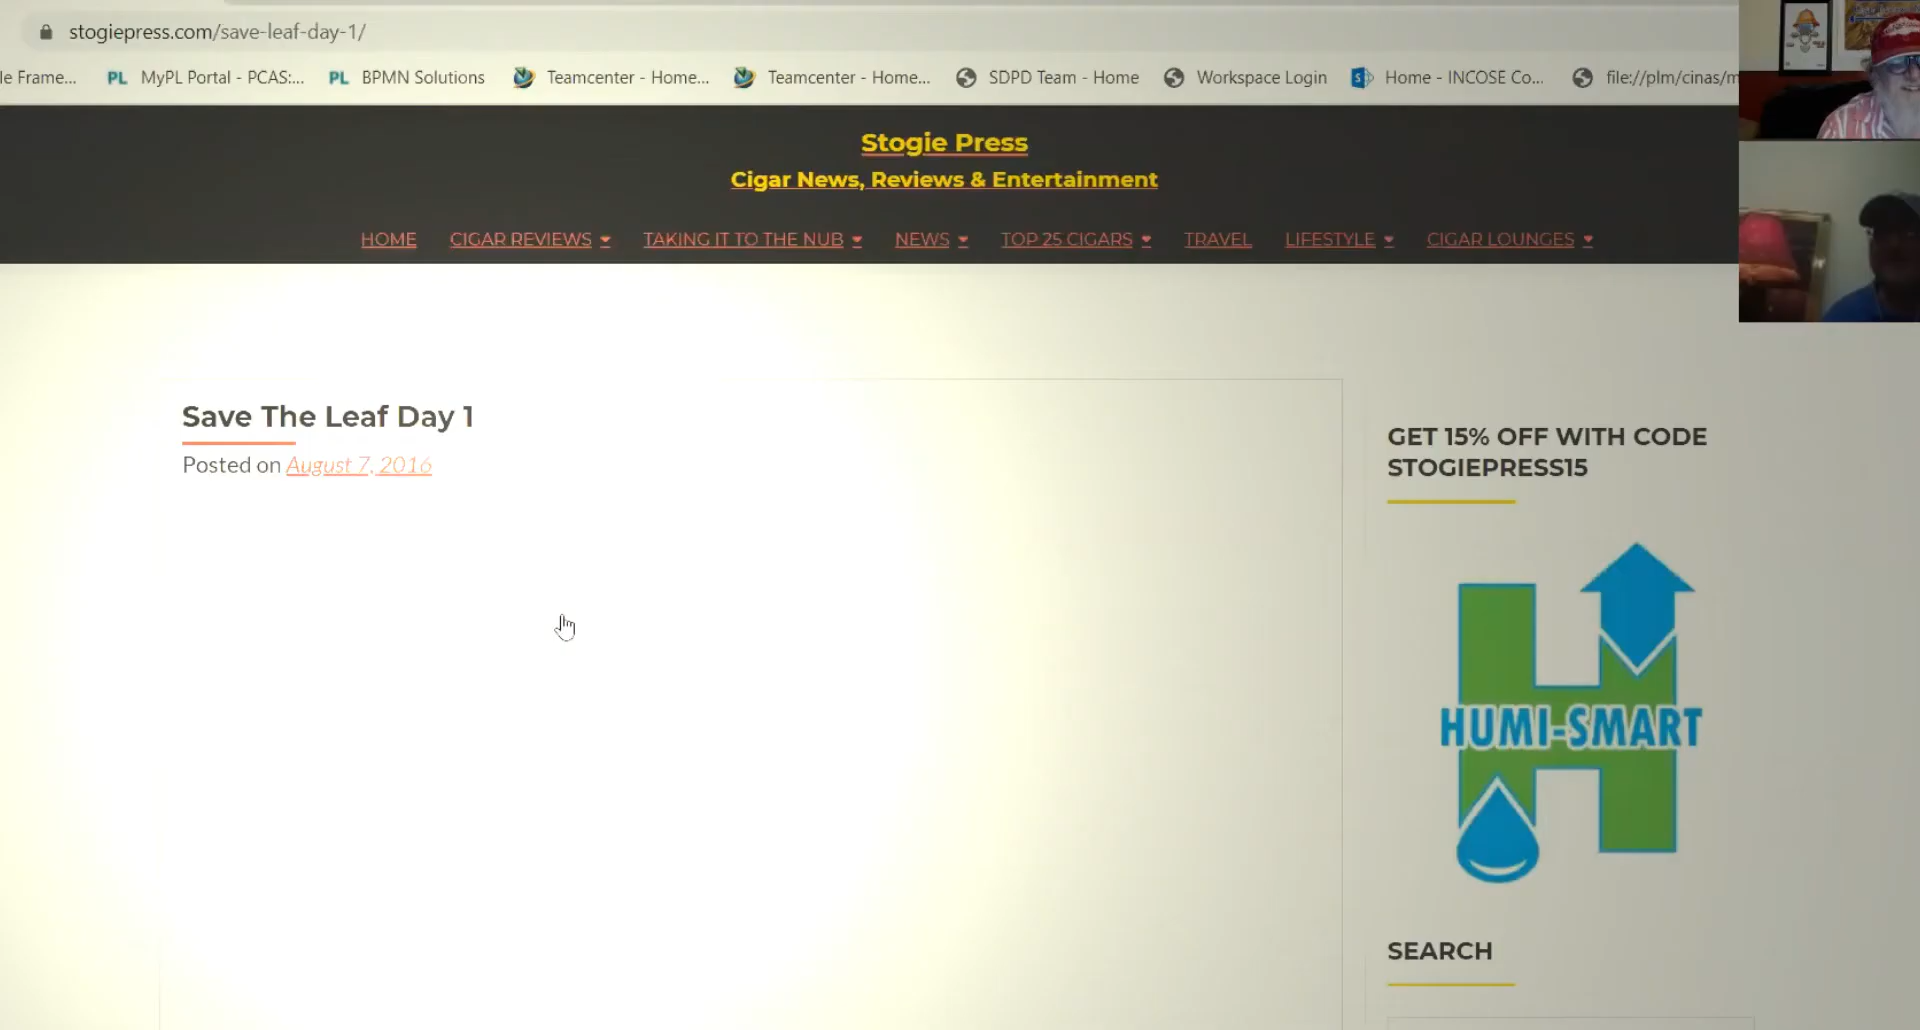 stogiepress.com/save-leaf-day-1/
le Frame... MyPL Portal - PCAS:... BPMN Solutions Teamcenter - Home... Teamcenter - Home... SDPD Team - Home Workspace Login Home - INCOSE Co... file://plm/cinas/m
Stogie Press
Cigar News, Reviews & Entertainment
HOME CIGAR REVIEWS TAKING IT TO THE NUB NEWS TOP 25 CIGARS TRAVEL LIFESTYLE CIGAR LOUNGES
Save The Leaf Day 1
Posted on August 7, 2016
GET 15% OFF WITH CODE
STOGIEPRESS15
HUMI-SMART
SEARCH